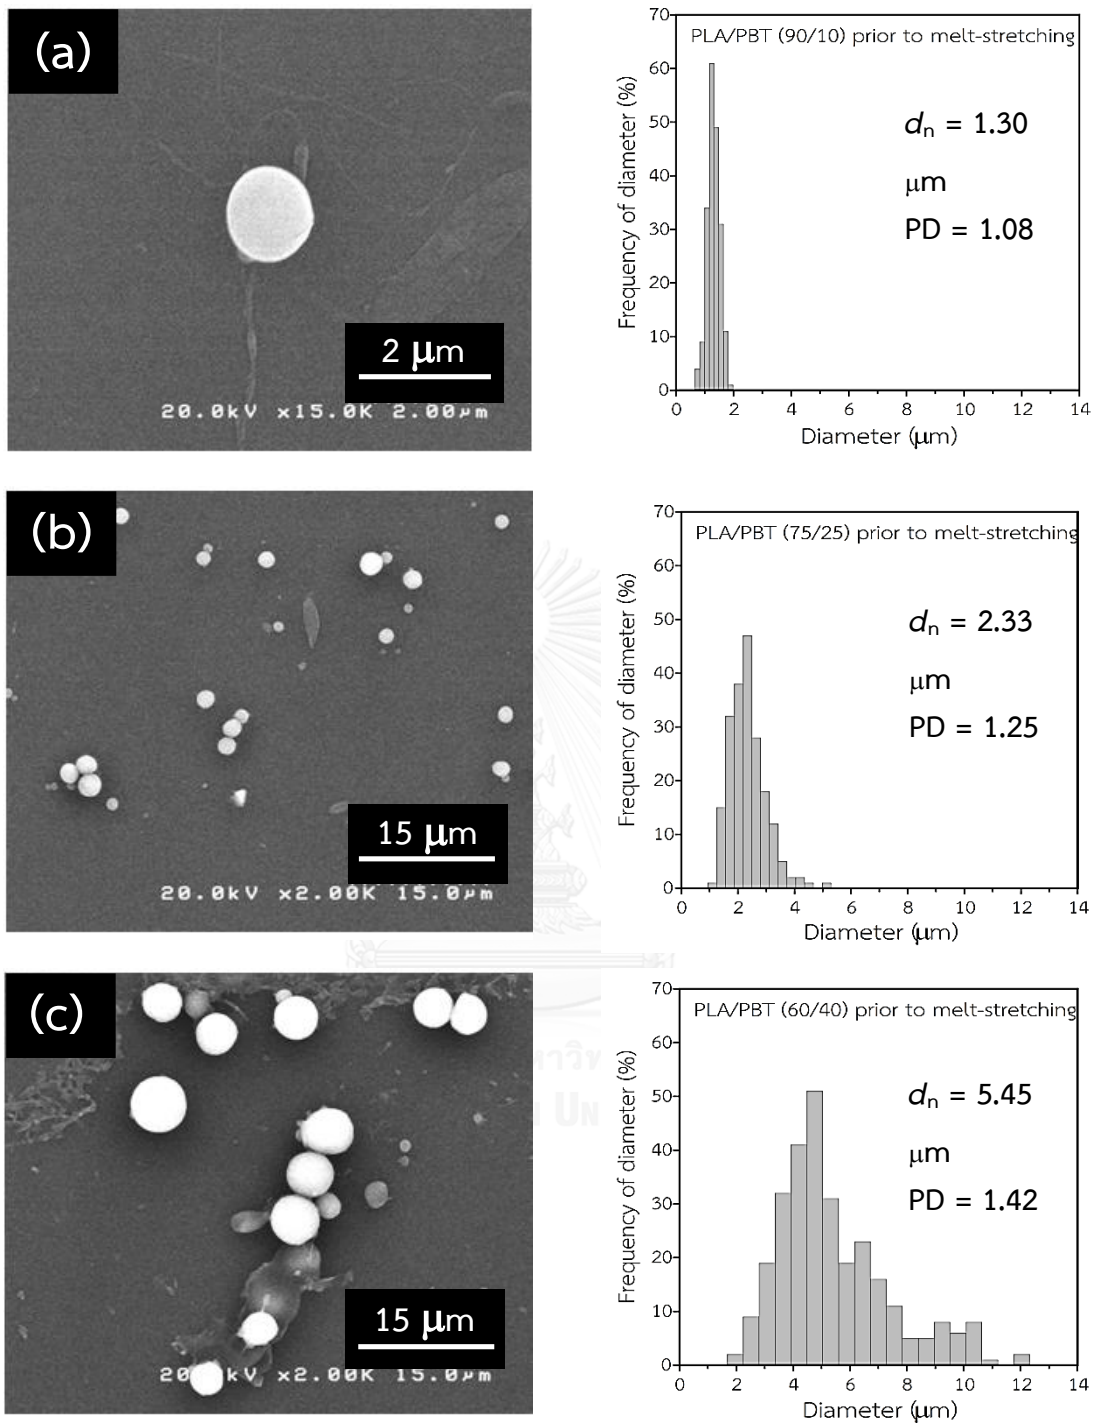 (a)
2 μm
20.0kV x15.0K 2.00μm
70
60
50
40
30
20
10
0
Frequency of diameter (%)
PLA/PBT (90/10) prior to melt-stretching
dn = 1.30
μm
PD = 1.08
0 2 4 6 8 10 12 14
Diameter (μm)
(b)
15 μm
20.0kV x2.00K 15.0μm
70
60
50
40
30
20
10
0
Frequency of diameter (%)
PLA/PBT (75/25) prior to melt-stretching
dn = 2.33
μm
PD = 1.25
0 2 4 6 8 10 12 14
Diameter (μm)
(c)
15 μm
20 kV x2.00K 15.0μm
70
60
50
40
30
20
10
0
Frequency of diameter (%)
PLA/PBT (60/40) prior to melt-stretching
dn = 5.45
μm
PD = 1.42
0 2 4 6 8 10 12 14
Diameter (μm)